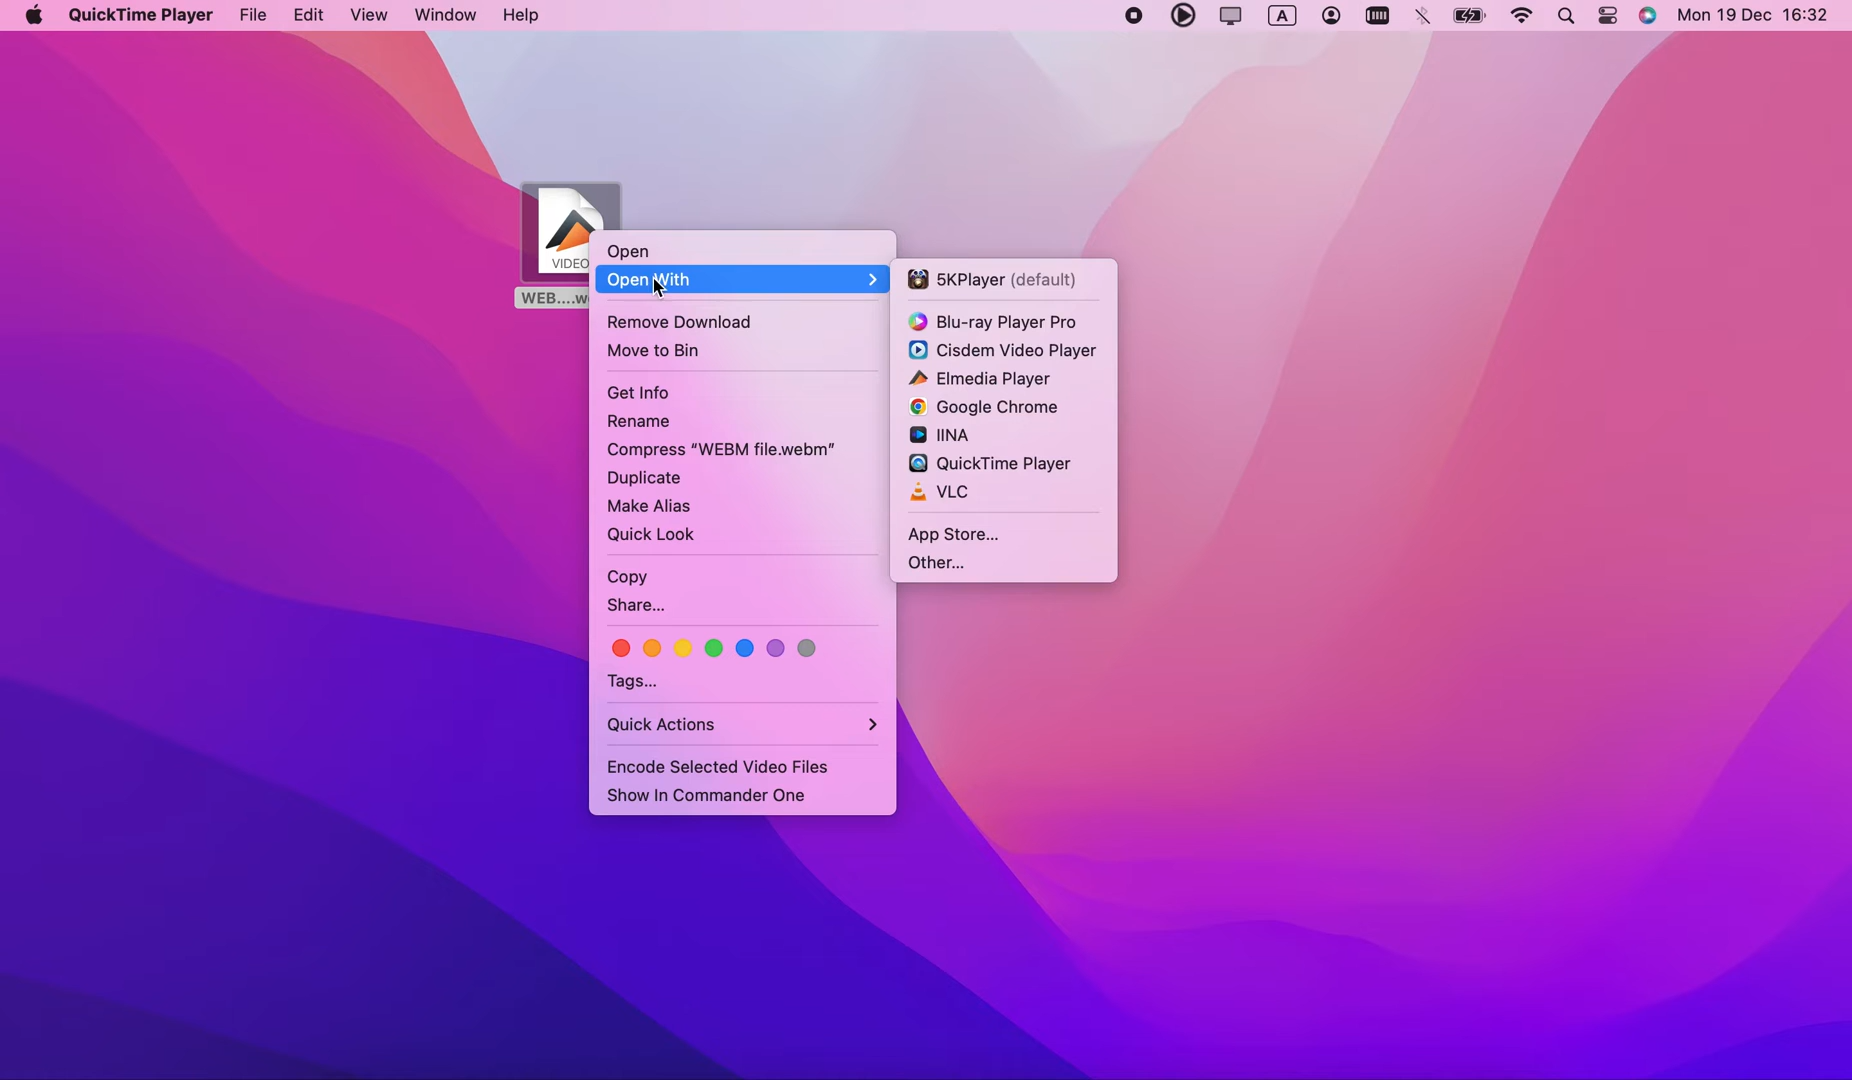 QuickTime Player File Edit View Window Help A Mon 19 Dec 16:32
VIDEO
WEB....we
Open
Open With
Remove Download
Move to Bin
Get Info
Rename
Compress “WEBM file.webm”
Duplicate
Make Alias
Quick Look
Copy
Share...
Tags...
Quick Actions
Encode Selected Video Files
Show In Commander One
5KPlayer (default)
Blu-ray Player Pro
Cisdem Video Player
Elmedia Player
Google Chrome
IINA
QuickTime Player
VLC
App Store...
Other...